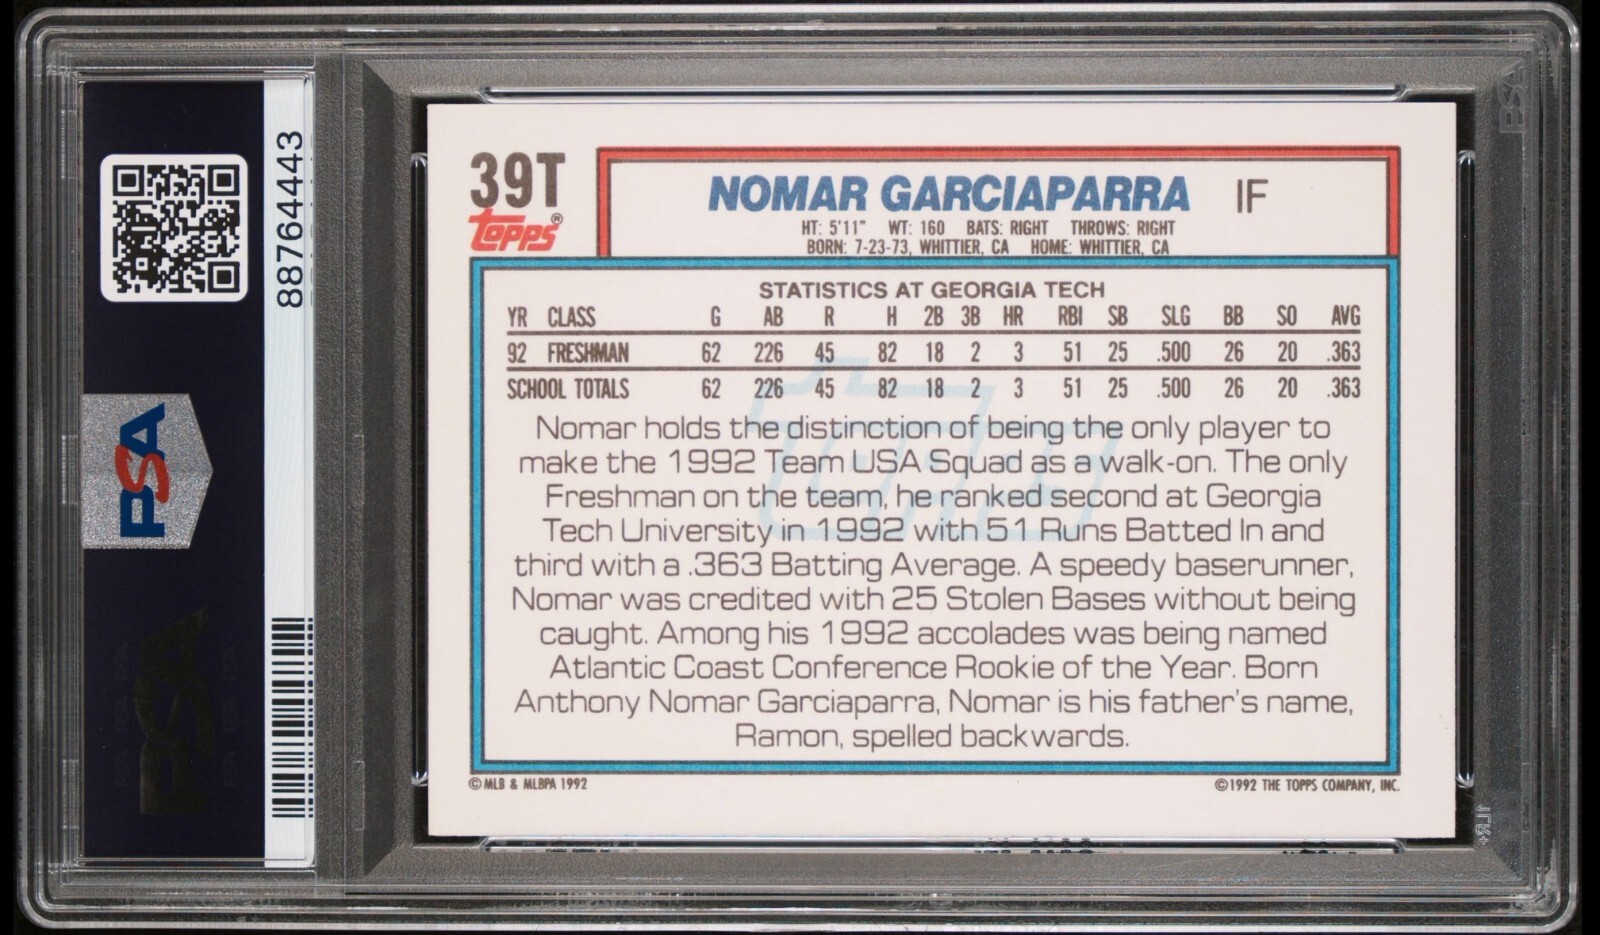 88764443
PSA
39T
Topps®
NOMAR GARCIAPARRA IF
HT: 5'11" WT: 160 BATS: RIGHT THROWS: RIGHT
BORN: 7-23-73, WHITTIER, CA HOME: WHITTIER, CA
STATISTICS AT GEORGIA TECH
YR CLASS G AB R H 2B 3B HR RBI SB SLG BB SO AVG
92 FRESHMAN 62 226 45 82 18 2 3 51 25 .500 26 20 .363
SCHOOL TOTALS 62 226 45 82 18 2 3 51 25 .500 26 20 .363
Nomar holds the distinction of being the only player to
make the 1992 Team USA Squad as a walk-on. The only
Freshman on the team, he ranked second at Georgia
Tech University in 1992 with 51 Runs Batted In and
third with a .363 Batting Average. A speedy baserunner,
Nomar was credited with 25 Stolen Bases without being
caught. Among his 1992 accolades was being named
Atlantic Coast Conference Rookie of the Year. Born
Anthony Nomar Garciaparra, Nomar is his father's name,
Ramon, spelled backwards.
© MLB & MLBPA 1992
©1992 THE TOPPS COMPANY, INC.
PSA
PSA